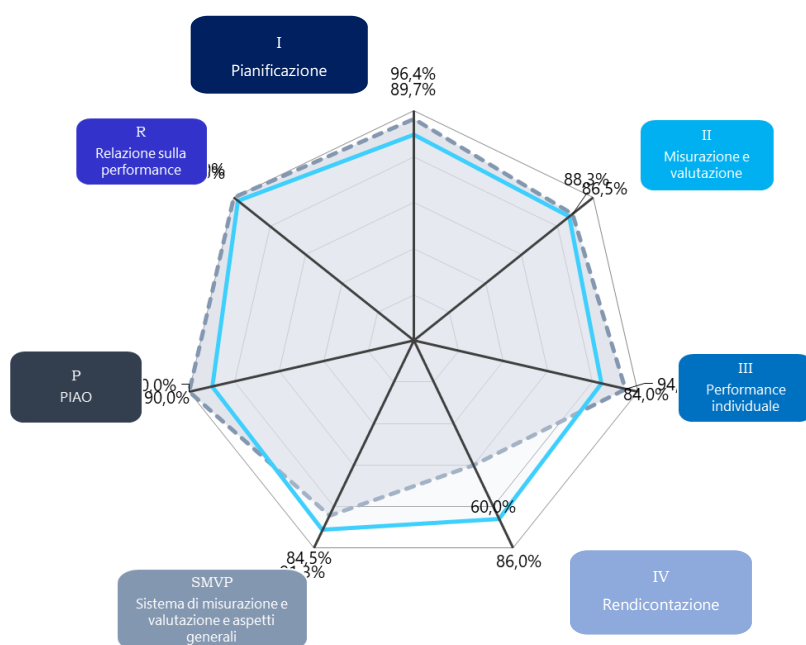 I
Pianificazione
96,4%
89,7%
R
Relazione sulla
performance
II
Misurazione e
valutazione
88,3%
86,5%
III
Performance
individuale
84,0%
P
PIAO
90,0%
60,0%
86,0%
84,5%
SMVP
Sistema di misurazione e
valutazione e aspetti
generali
IV
Rendicontazione